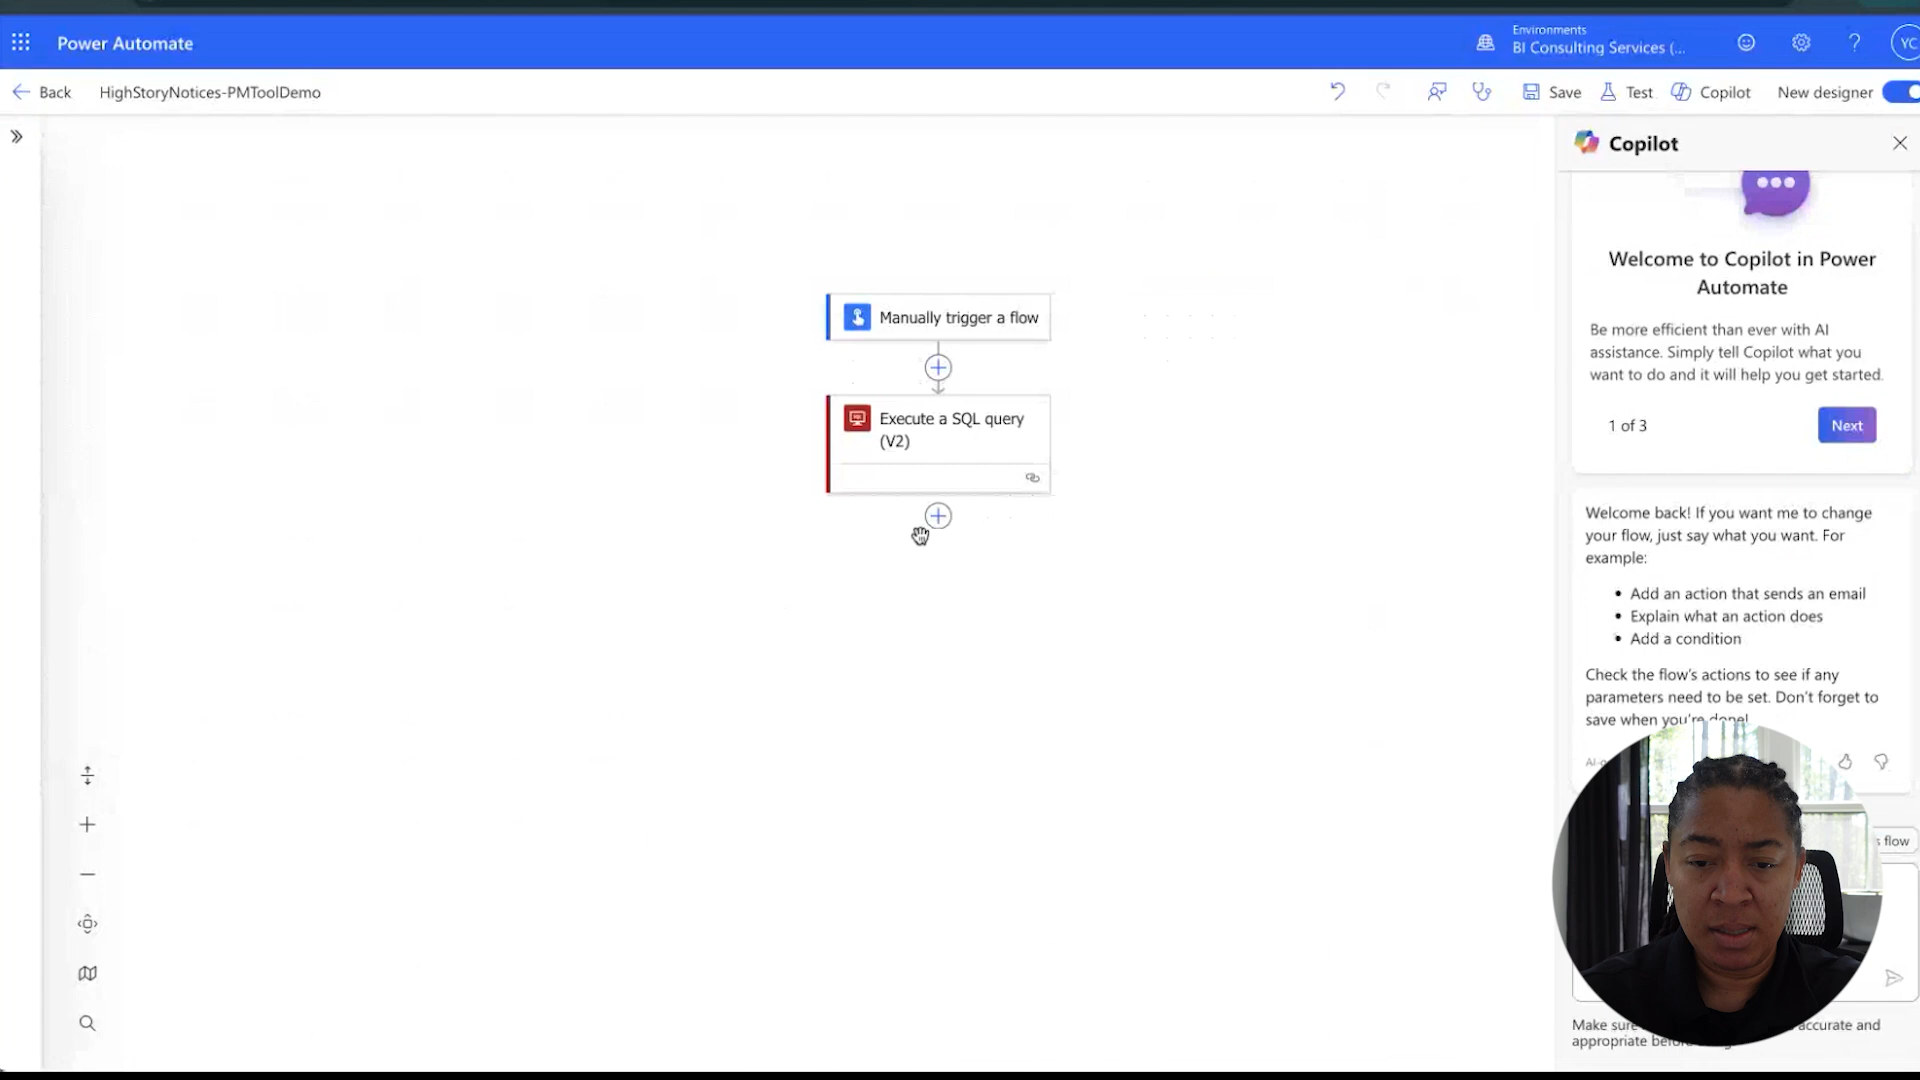 Power Automate
Environments
BI Consulting Services (...
YC
Back
HighStoryNotices-PMToolDemo
Save
Test
Copilot
New designer
Copilot
Welcome to Copilot in Power
Automate
Be more efficient than ever with AI
assistance. Simply tell Copilot what you
want to do and it will help you get started.
1 of 3
Next
Manually trigger a flow
Execute a SQL query
(V2)
Welcome back! If you want me to change
your flow, just say what you want. For
example:
• Add an action that sends an email
• Explain what an action does
• Add a condition
Check the flow's actions to see if any
parameters need to be set. Don't forget to
save when you're done!
flow
Make sure accurate and
appropriate